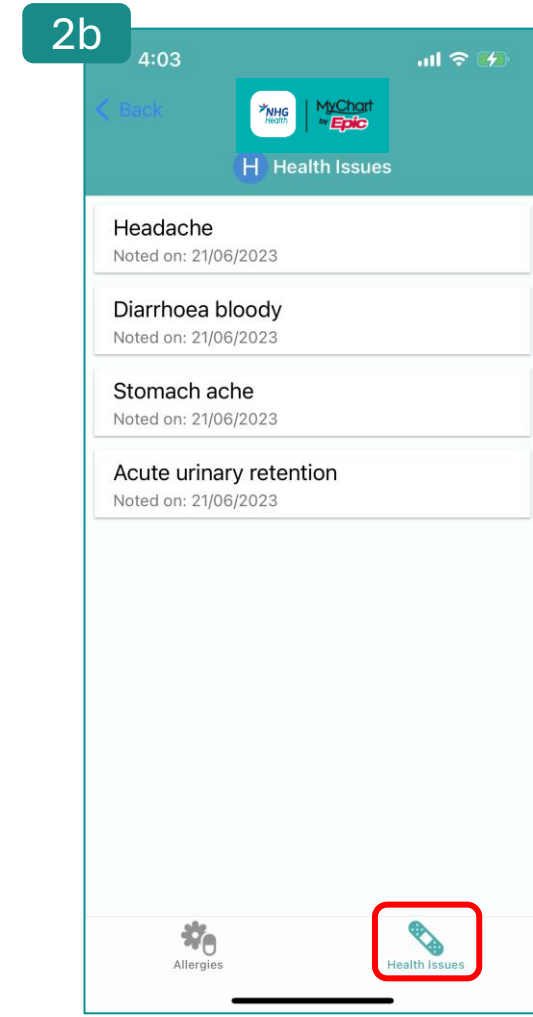 2b
4:03
Back
NHG Health | MyChart by Epic
H Health Issues
Headache
Noted on: 21/06/2023
Diarrhoea bloody
Noted on: 21/06/2023
Stomach ache
Noted on: 21/06/2023
Acute urinary retention
Noted on: 21/06/2023
Allergies
Health Issues